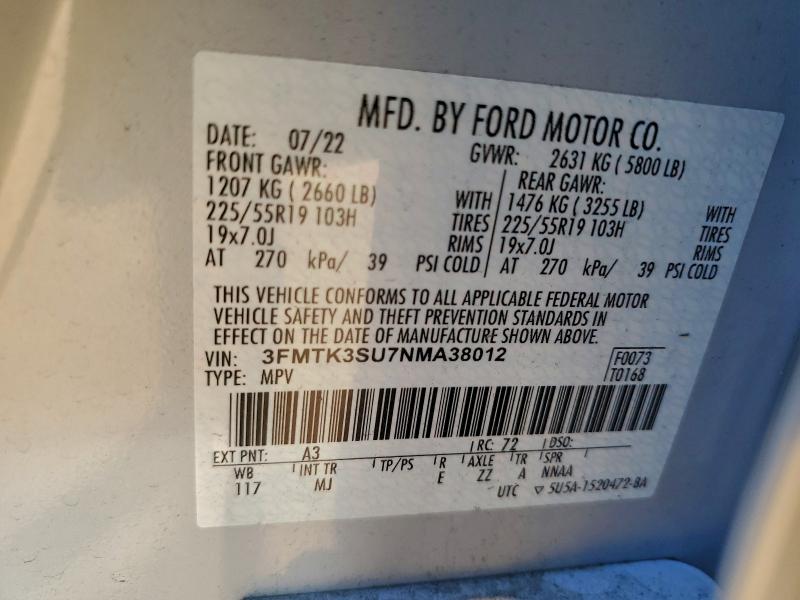 MFD. BY FORD MOTOR CO.
DATE: 07/22 GVWR: 2631 KG ( 5800 LB)
FRONT GAWR: REAR GAWR:
1207 KG ( 2660 LB) WITH 1476 KG ( 3255 LB) WITH
225/55R19 103H TIRES 225/55R19 103H TIRES
19x7.0J RIMS 19x7.0J RIMS
AT 270 kPa/ 39 PSI COLD AT 270 kPa/ 39 PSI COLD
THIS VEHICLE CONFORMS TO ALL APPLICABLE FEDERAL MOTOR
VEHICLE SAFETY AND THEFT PREVENTION STANDARDS IN
EFFECT ON THE DATE OF MANUFACTURE SHOWN ABOVE.
VIN: 3FMTK3SU7NMA38012 F0073
TYPE: MPV T0168
EXT PNT: A3 RC: 72 DSO:
WB INT TR TP/PS R AXLE TR SPR
117 MJ E ZZ A NNAA
UTC ▽ 5U5A-1520472-BA